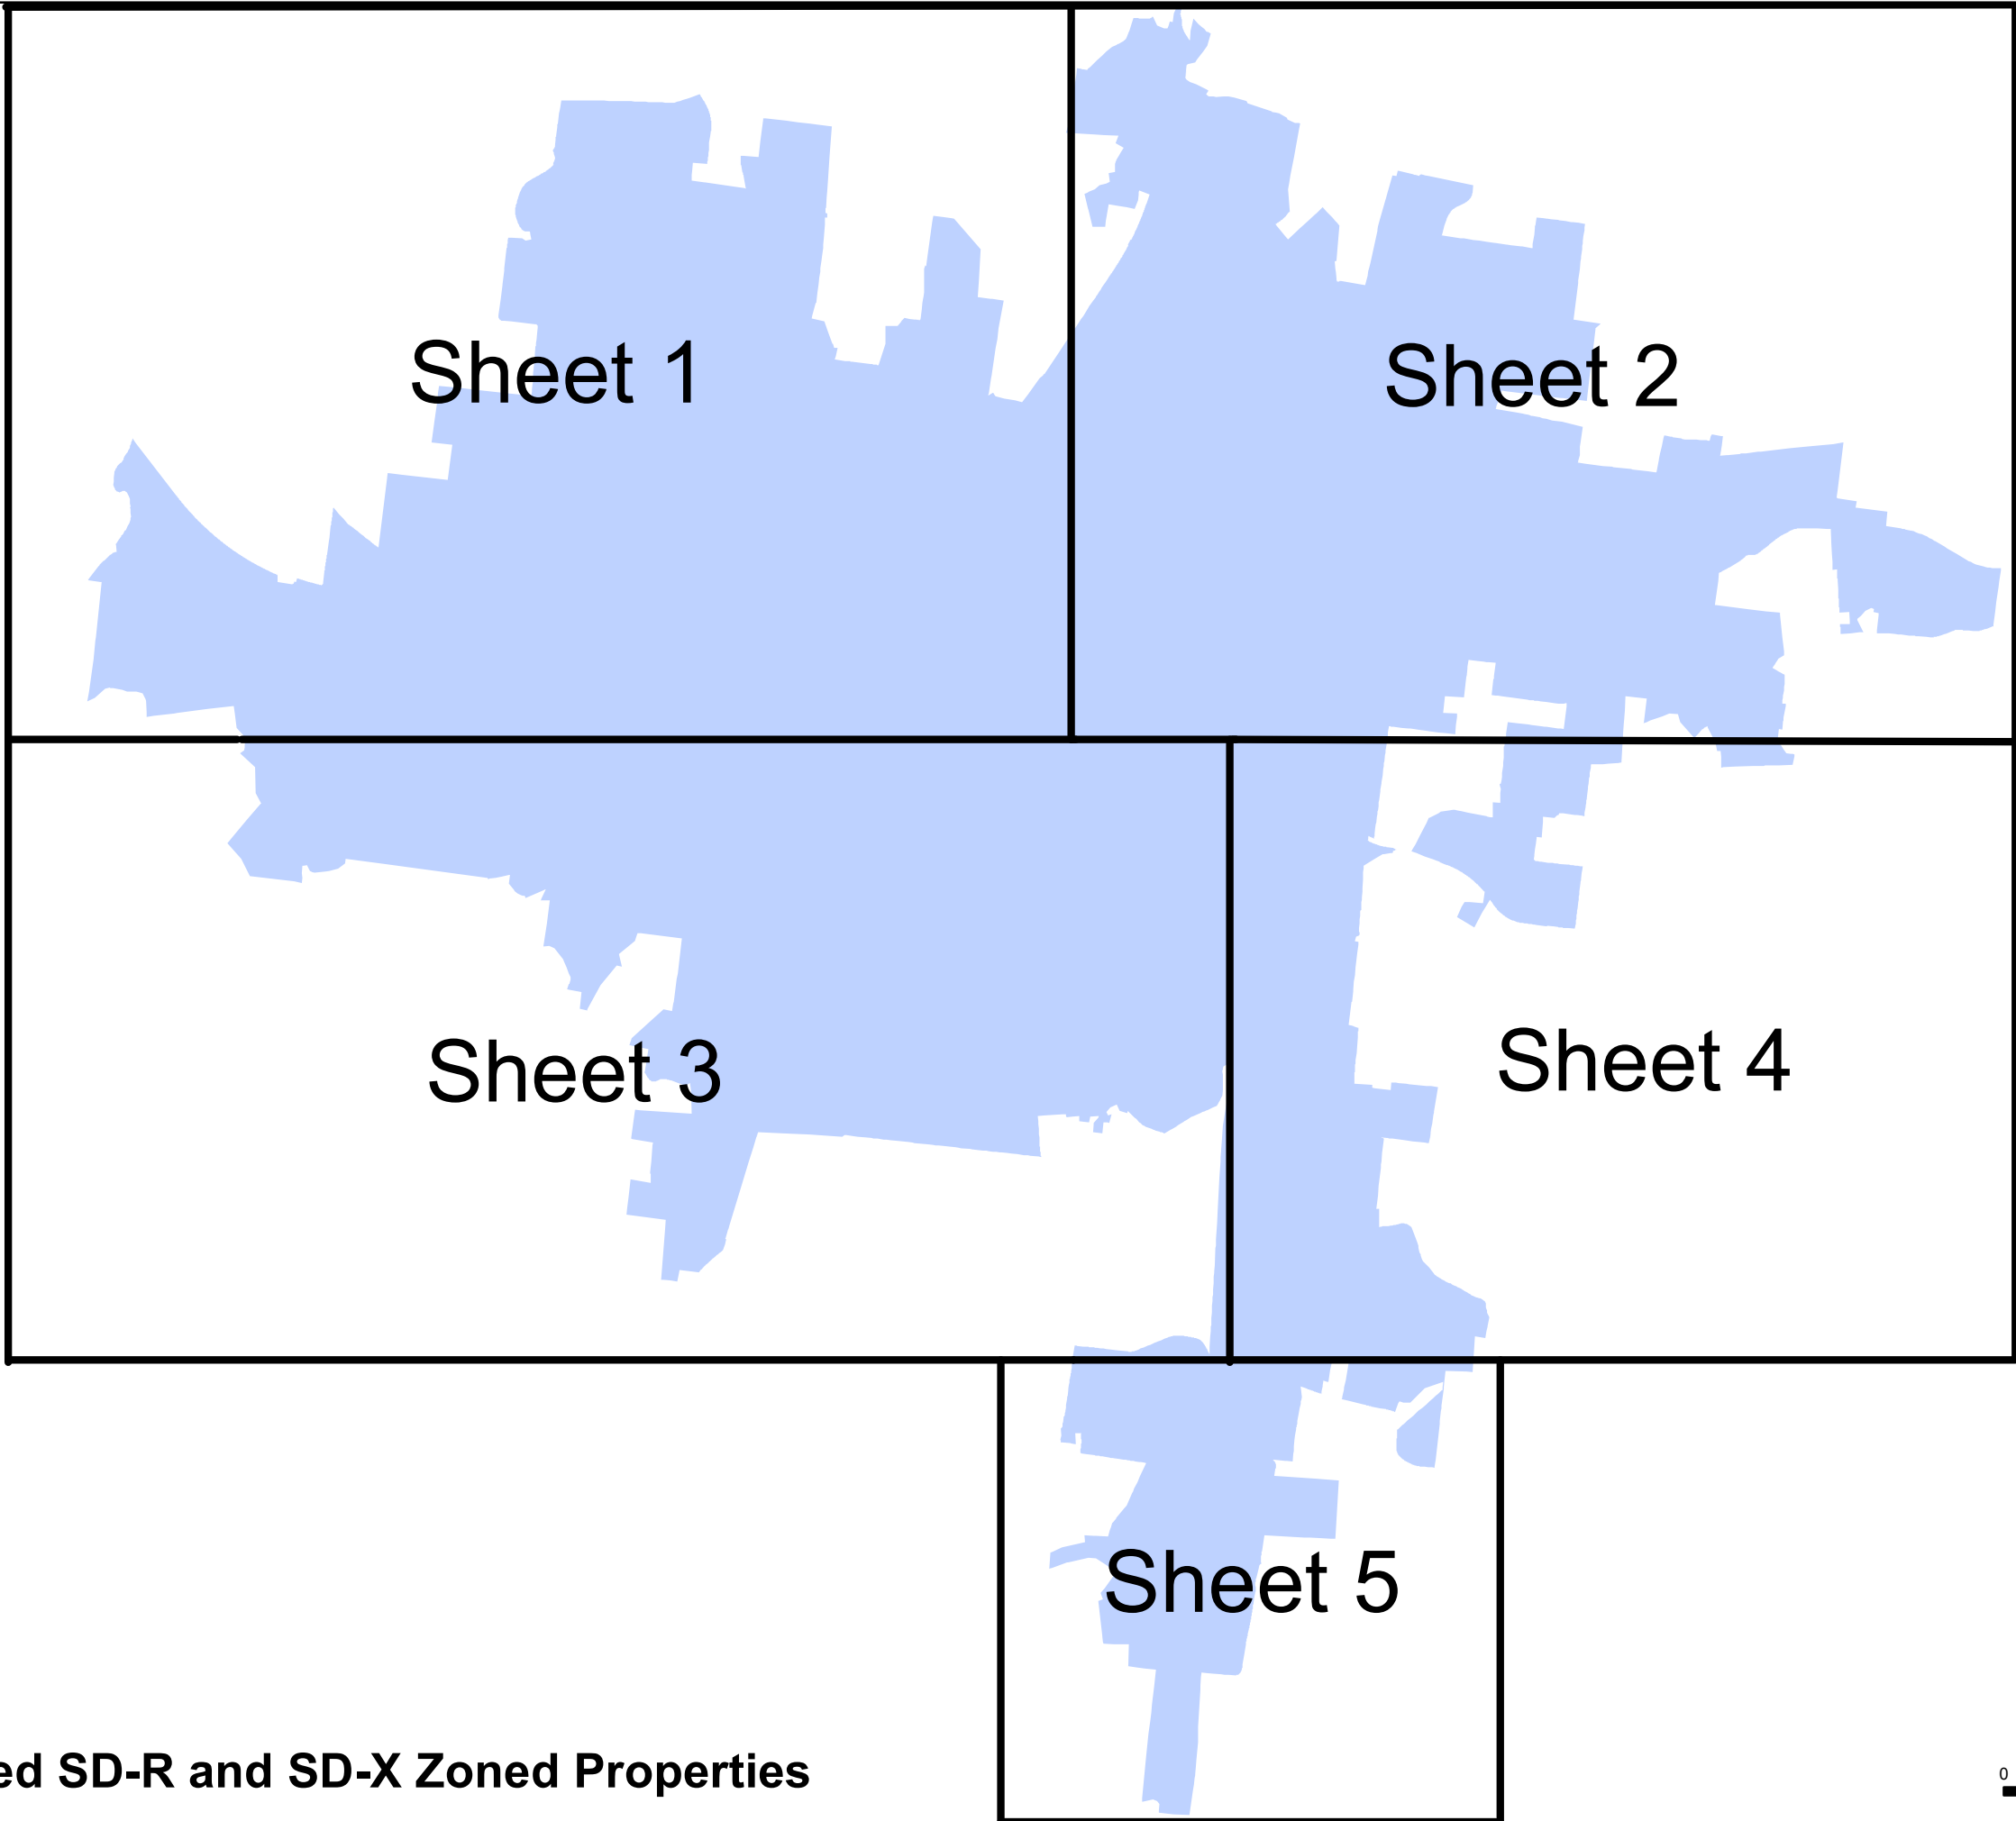 Sheet 1
Sheet 2
Sheet 3
Sheet 4
Sheet 5
ed SD-R and SD-X Zoned Properties
0